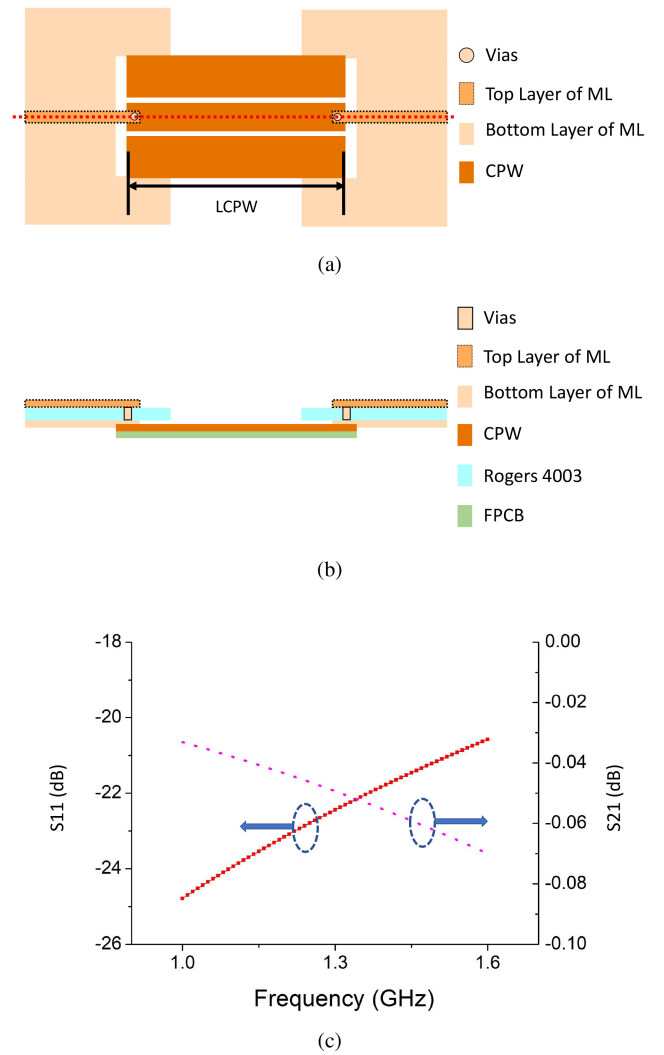 Vias
Top Layer of ML
Bottom Layer of ML
CPW
LCPW
(a)
Vias
Top Layer of ML
Bottom Layer of ML
CPW
Rogers 4003
FPCB
(b)
-18
-20
-22
-24
-26
S11 (dB)
0.00
-0.02
-0.04
-0.06
-0.08
-0.10
S21 (dB)
1.0
1.3
1.6
Frequency (GHz)
(c)